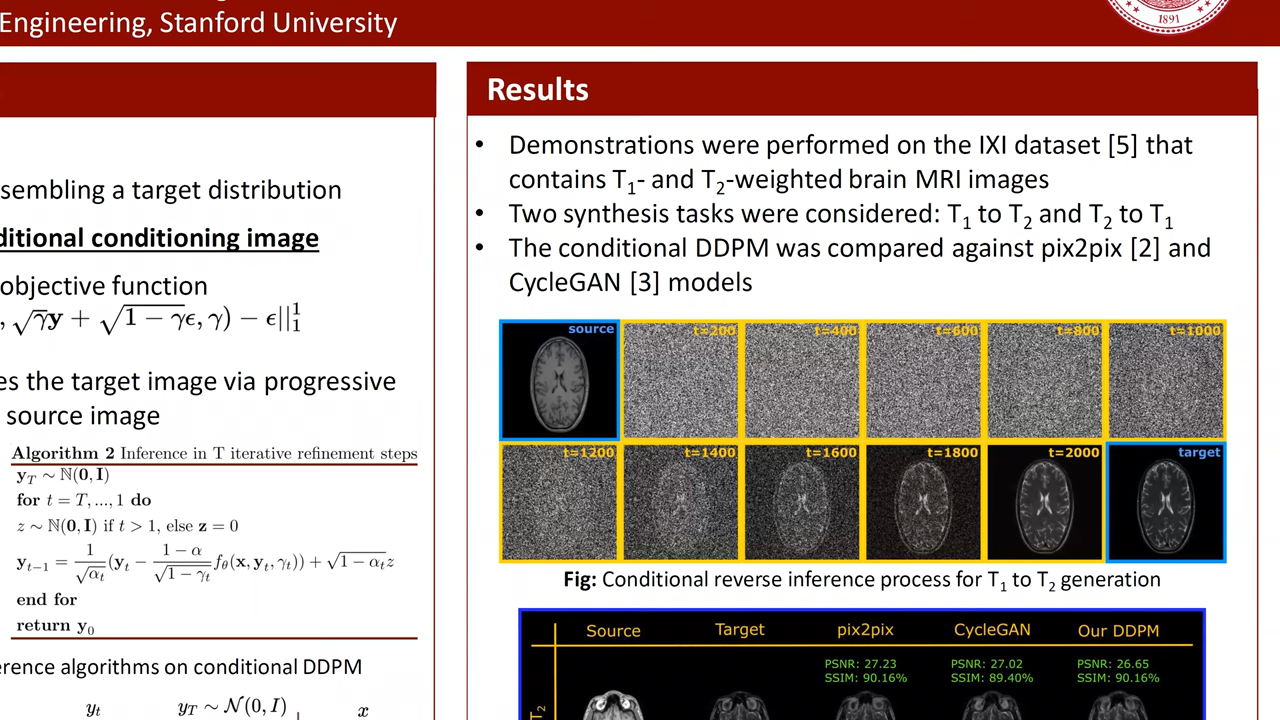 Engineering, Stanford University
1891
sembling a target distribution
ditional conditioning image
objective function
, √γ̅y + √(1 − γ)ϵ, γ) − ϵ||₁¹
es the target image via progressive
source image
Algorithm 2 Inference in T iterative refinement steps
y_T ∼ ℕ(0, I)
for t = T, ..., 1 do
z ∼ ℕ(0, I) if t > 1, else z = 0
y_{t−1} = 1/√α_t (y_t − (1 − α)/√(1 − γ_t) f_θ(x, y_t, γ_t)) + √(1 − α_t) z
end for
return y₀
erence algorithms on conditional DDPM
y_t y_T ∼ 𝒩(0, I) x
Results
• Demonstrations were performed on the IXI dataset [5] that
contains T₁- and T₂-weighted brain MRI images
• Two synthesis tasks were considered: T₁ to T₂ and T₂ to T₁
• The conditional DDPM was compared against pix2pix [2] and
CycleGAN [3] models
source t=200 t=400 t=600 t=800 t=1000
t=1200 t=1400 t=1600 t=1800 t=2000 target
Fig: Conditional reverse inference process for T₁ to T₂ generation
Source Target pix2pix CycleGAN Our DDPM
PSNR: 27.23 PSNR: 27.02 PSNR: 26.65
SSIM: 90.16% SSIM: 89.40% SSIM: 90.16%
T₂